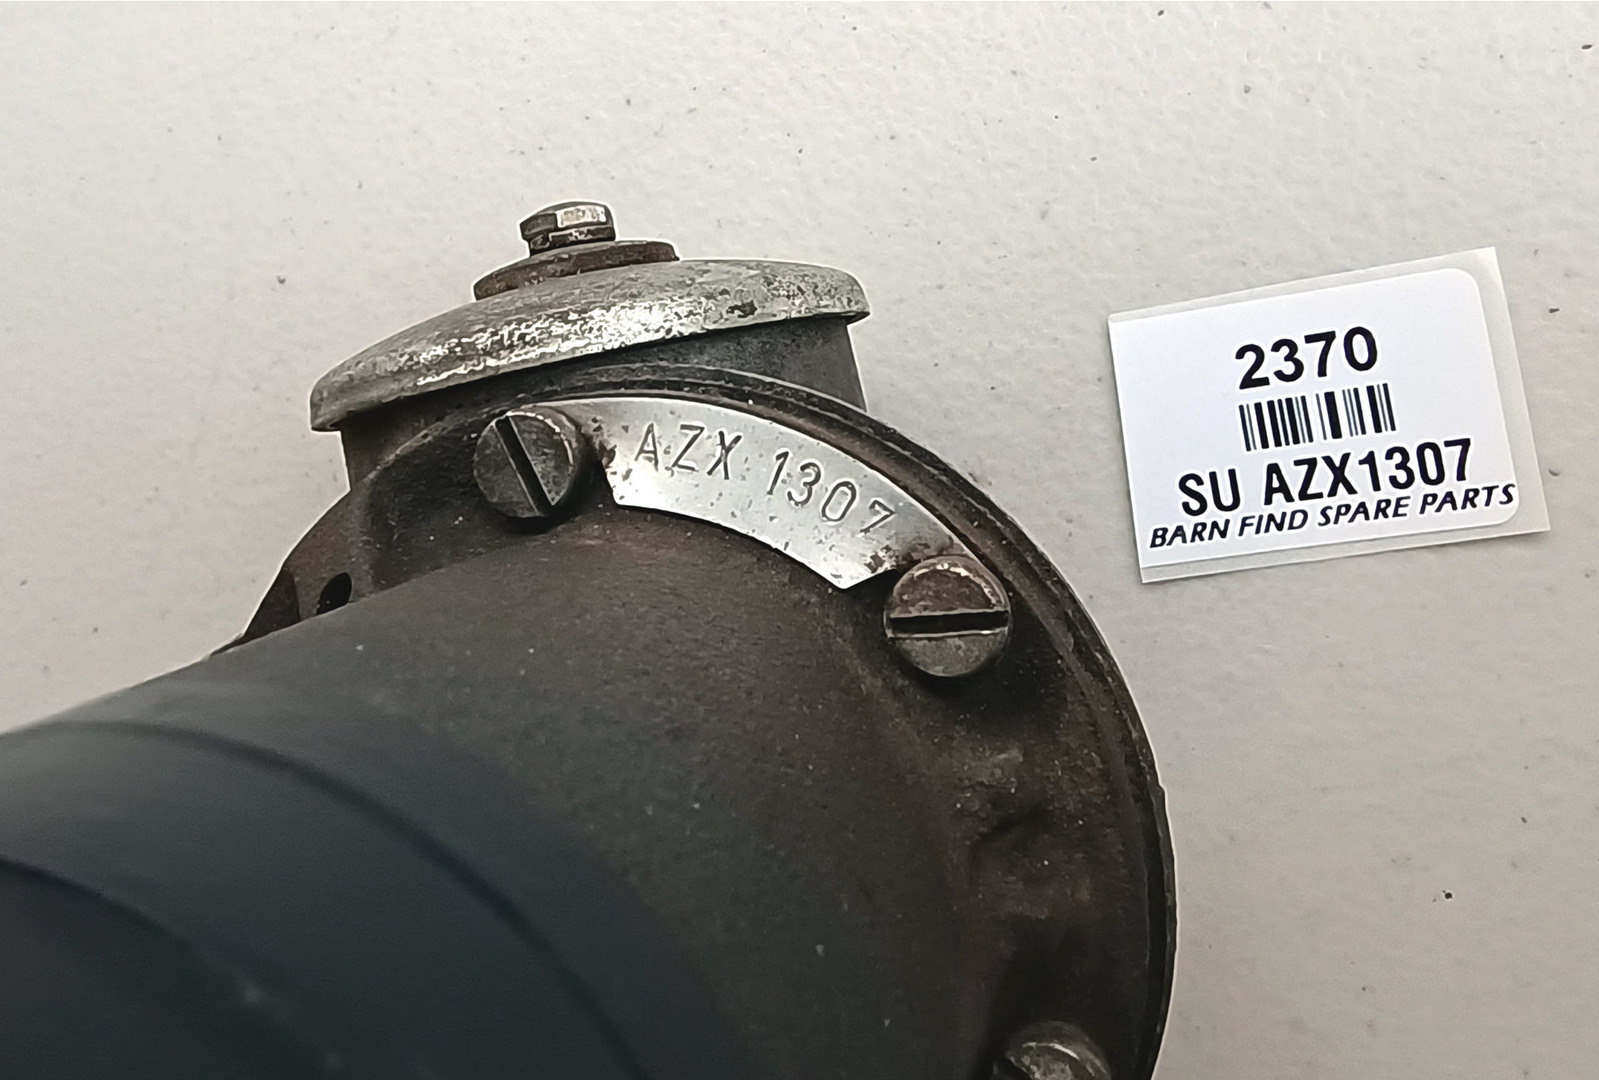 AZX 1307
2370
SU AZX1307
BARN FIND SPARE PARTS